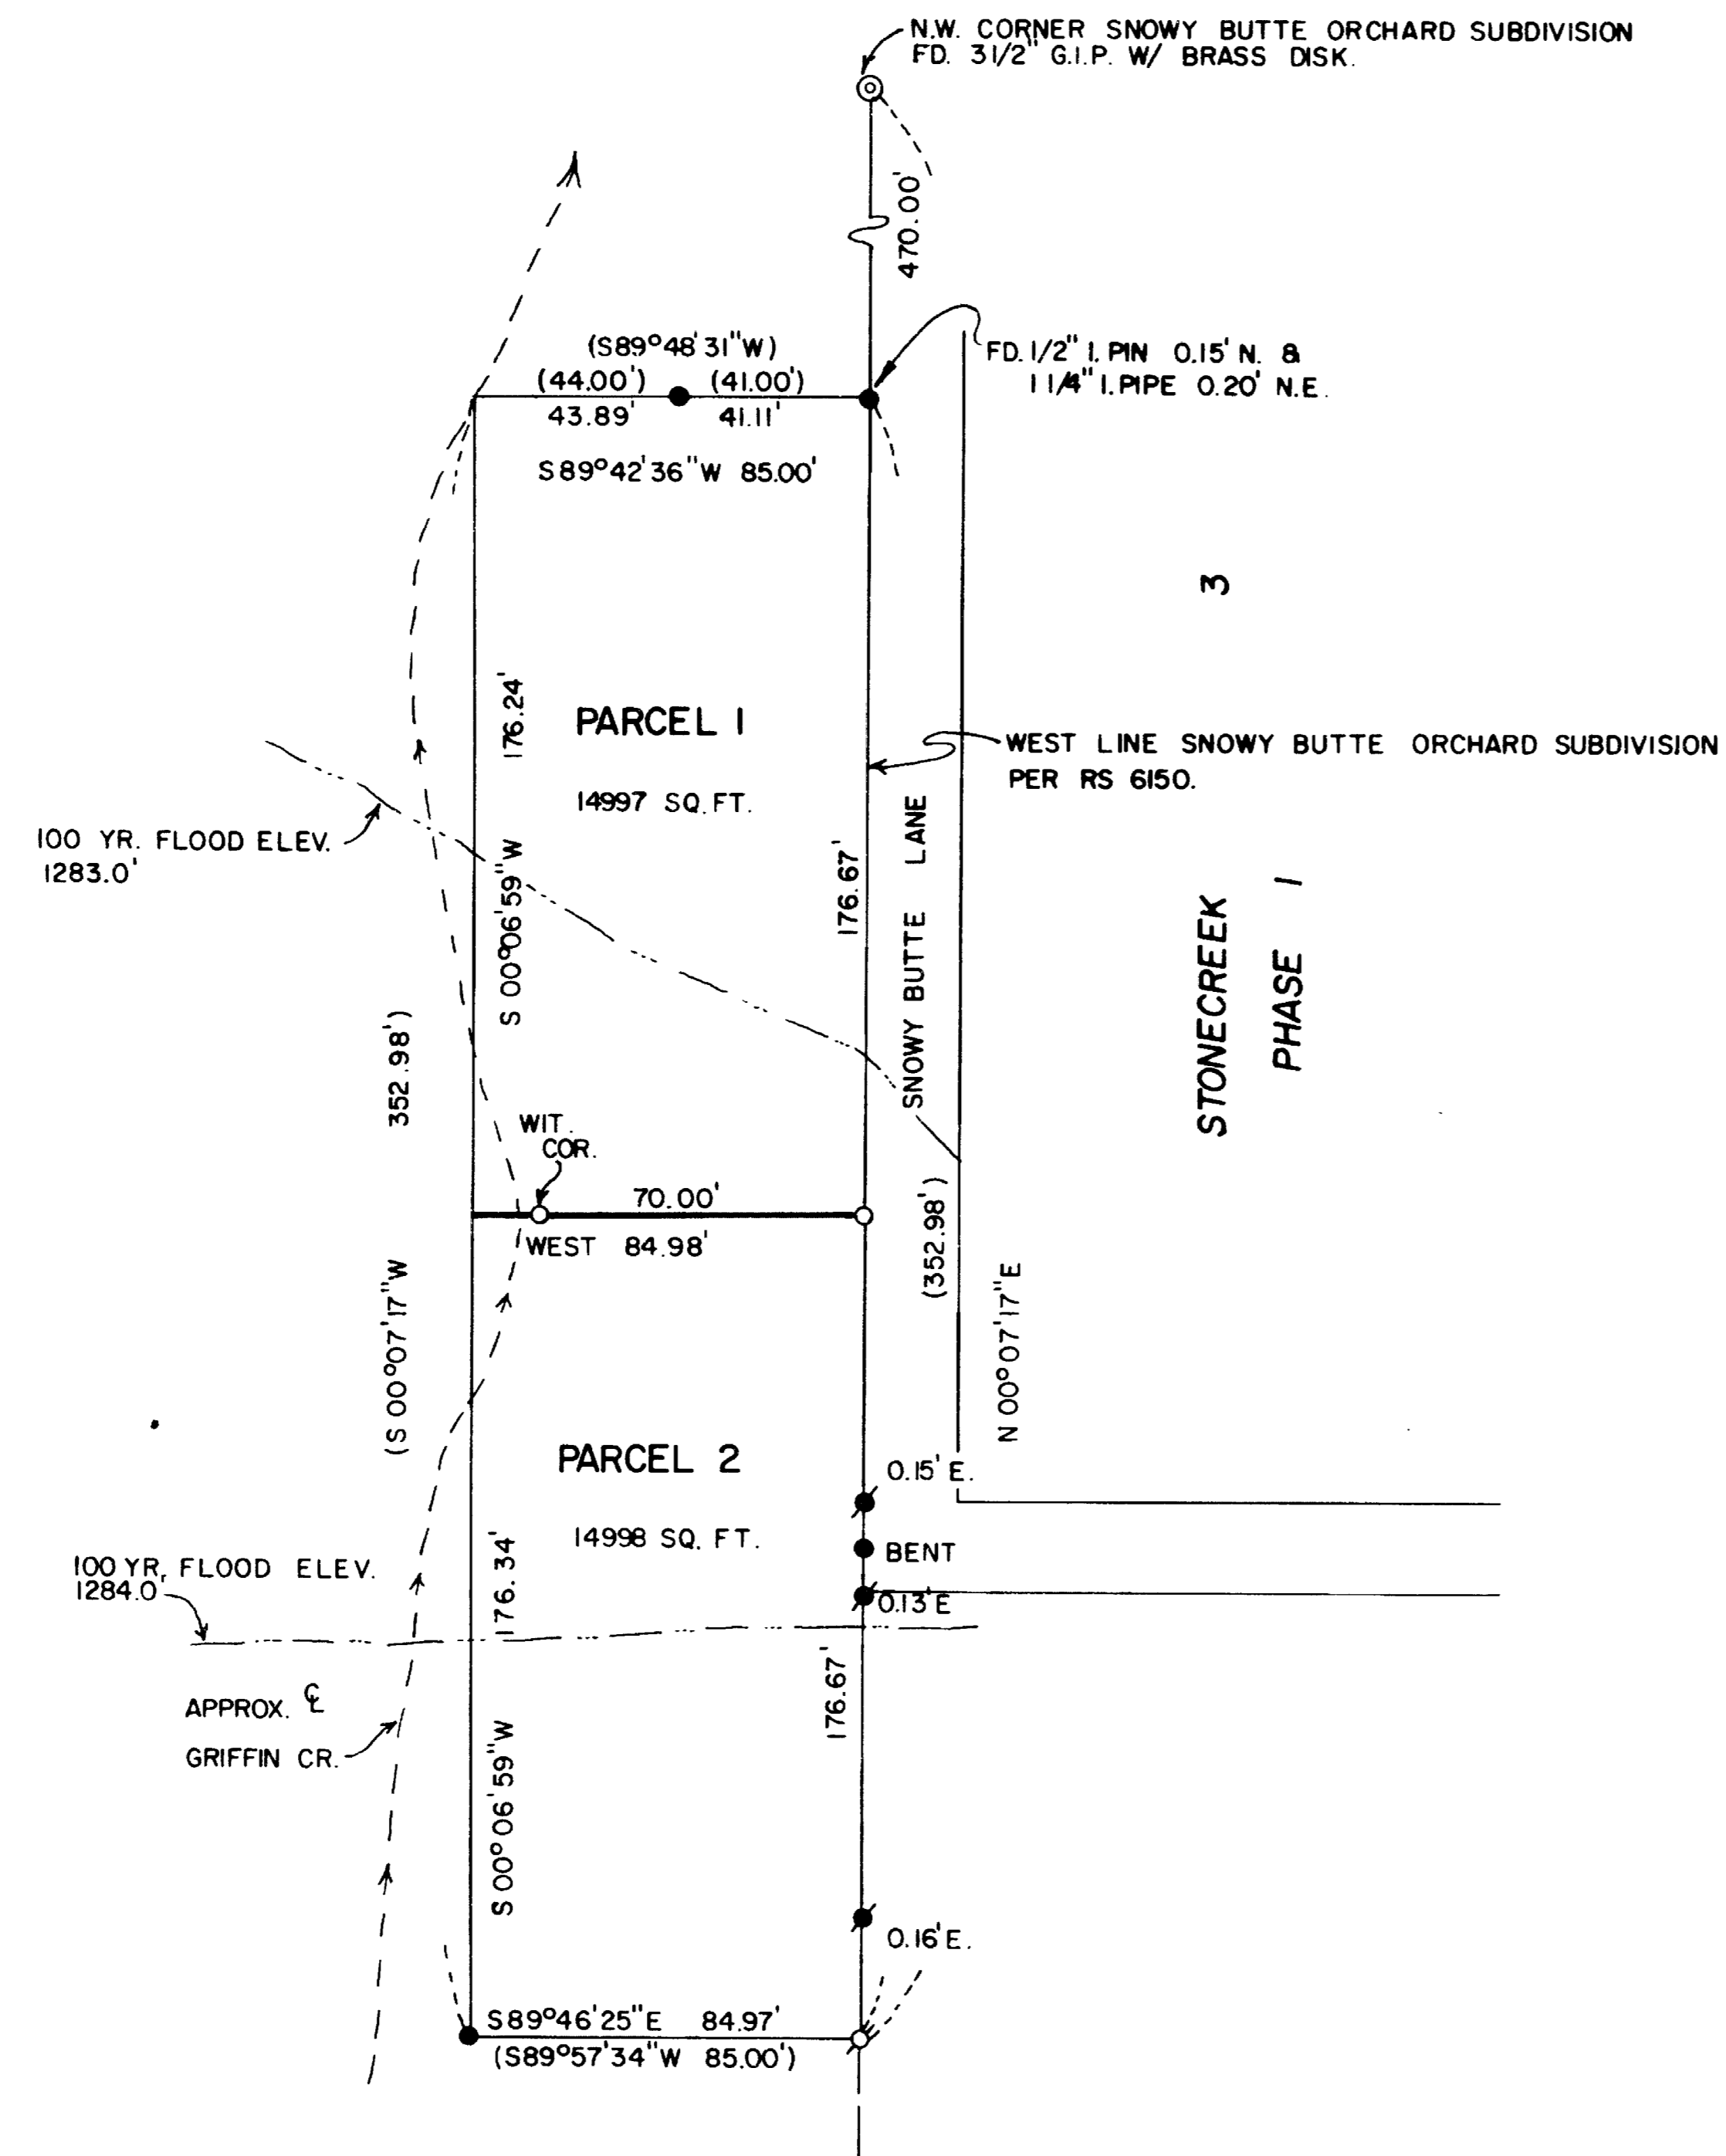 N.W. CORNER SNOWY BUTTE ORCHARD SUBDIVISION
FD. 3 1/2" G.I.P. W/ BRASS DISK.
470.00'
(S89°48'31"W)
(44.00') (41.00')
43.89' 41.11'
S89°42'36"W 85.00'
FD. 1/2" I. PIN 0.15' N. &
1 1/4" I. PIPE 0.20' N.E.
3
176.24'
S 00°06'59"W
PARCEL 1
14997 SQ. FT.
WEST LINE SNOWY BUTTE ORCHARD SUBDIVISION
PER RS 6150.
100 YR. FLOOD ELEV.
1283.0'
176.67'
SNOWY BUTTE LANE
STONECREEK
PHASE 1
352.98')
(S 00°07'17"W
WIT.
COR.
70.00'
WEST 84.98'
(352.98')
N 00°07'17"E
PARCEL 2
14998 SQ. FT.
0.15' E.
BENT
0.13' E
176.34'
S 00°06'59"W
100 YR, FLOOD ELEV.
1284.0'
176.67'
APPROX. ℄
GRIFFIN CR.
0.16' E.
S89°46'25"E 84.97'
(S89°57'34"W 85.00')